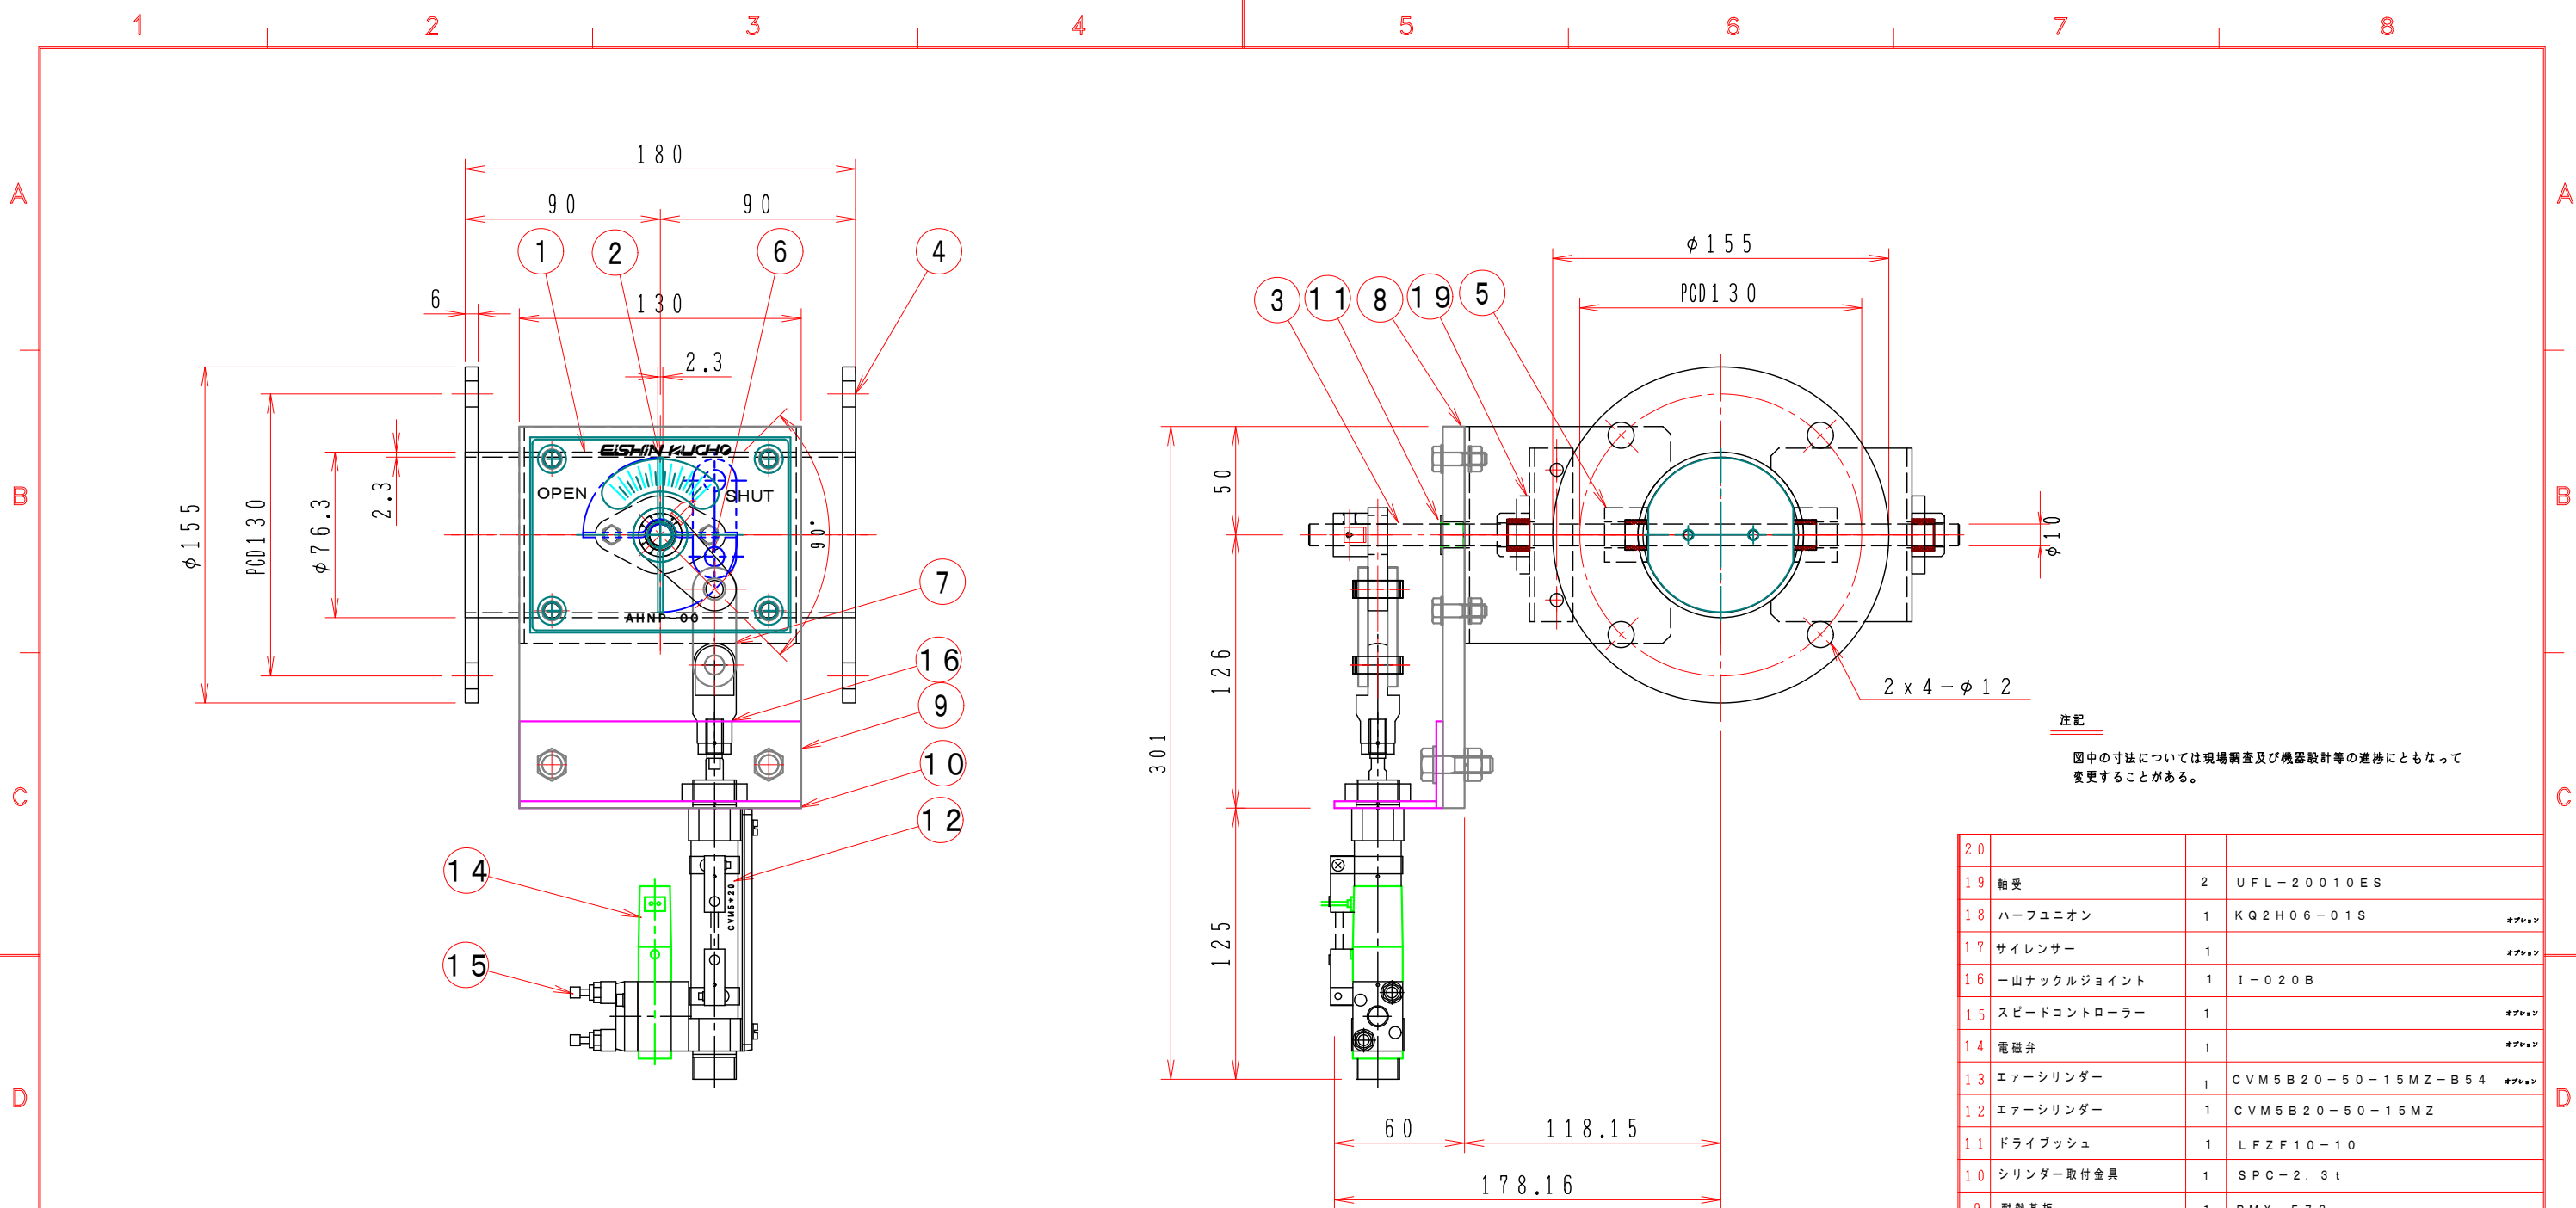 1 2 3 4 5 6 7 8
A A
B B
C C
D D
180
90 90
1 2 6 4
6
130
2.3
φ155
PCD130
φ76.3
2.3
EiSHiN KUCHO
OPEN SHUT
90°
AHNP-00
7
16
9
10
12
14
15
CVM5*20
φ155
PCD130
3 11 8 19 5
50
126
301
125
φ10
2x4-φ12
60 118.15
178.16
注記
図中の寸法については現場調査及び機器設計等の進捗にともなって
変更することがある。
20
19 軸受 2 UFL-20010ES
18 ハーフユニオン 1 KQ2H06-01S オプション
17 サイレンサー 1 オプション
16 一山ナックルジョイント 1 I-020B
15 スピードコントローラー 1 オプション
14 電磁弁 1 オプション
13 エァーシリンダー 1 CVM5B20-50-15MZ-B54 オプション
12 エァーシリンダー 1 CVM5B20-50-15MZ
11 ドライブッシュ 1 LFZF10-10
10 シリンダー取付金具 1 SPC-2.3t